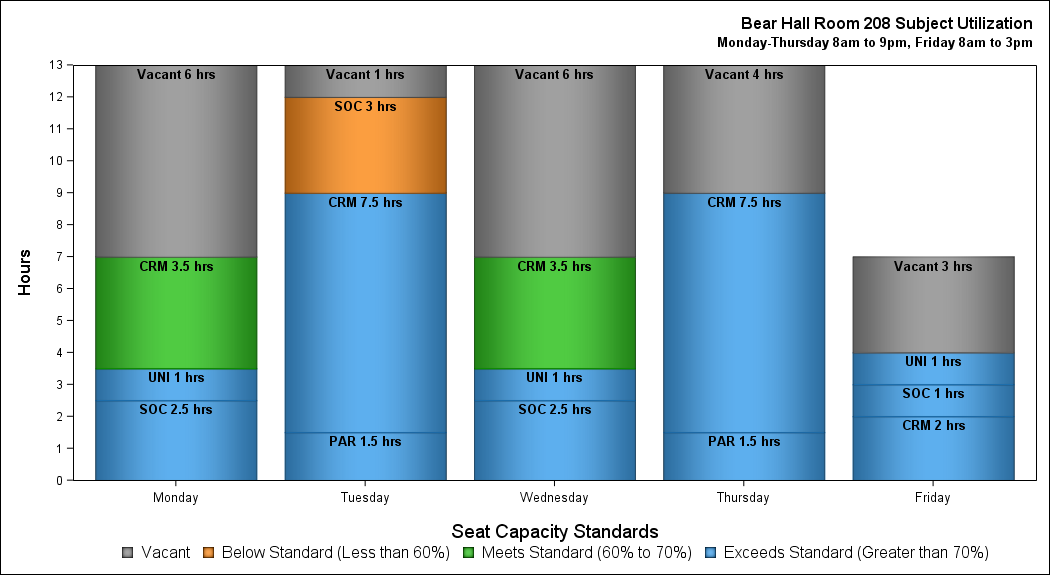 Bear Hall Room 208 Subject Utilization
Monday-Thursday 8am to 9pm, Friday 8am to 3pm
Hours
13
12
11
10
9
8
7
6
5
4
3
2
1
0
Vacant 6 hrs
CRM 3.5 hrs
UNI 1 hrs
SOC 2.5 hrs
Vacant 1 hrs
SOC 3 hrs
CRM 7.5 hrs
PAR 1.5 hrs
Vacant 6 hrs
CRM 3.5 hrs
UNI 1 hrs
SOC 2.5 hrs
Vacant 4 hrs
CRM 7.5 hrs
PAR 1.5 hrs
Vacant 3 hrs
UNI 1 hrs
SOC 1 hrs
CRM 2 hrs
Monday Tuesday Wednesday Thursday Friday
Seat Capacity Standards
Vacant Below Standard (Less than 60%) Meets Standard (60% to 70%) Exceeds Standard (Greater than 70%)